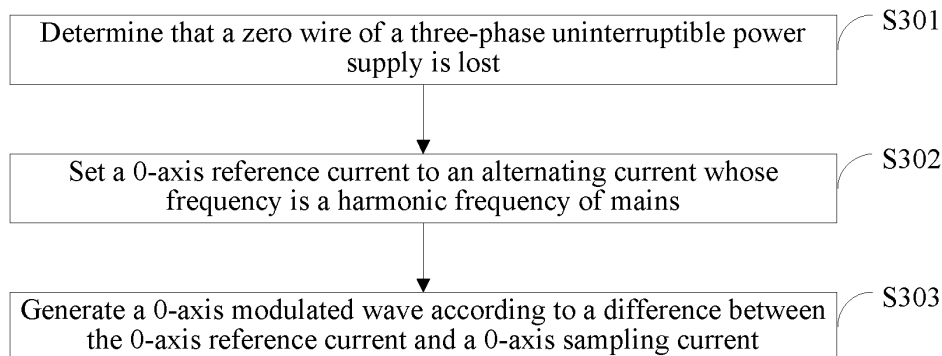 Determine that a zero wire of a three-phase uninterruptible power
supply is lost
S301
Set a 0-axis reference current to an alternating current whose
frequency is a harmonic frequency of mains
S302
Generate a 0-axis modulated wave according to a difference between
the 0-axis reference current and a 0-axis sampling current
S303